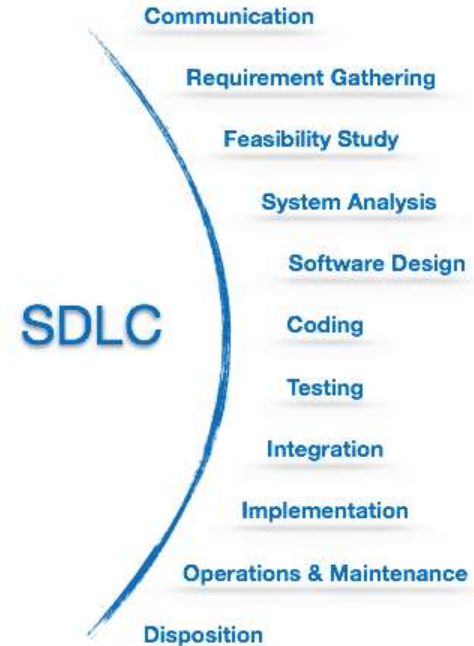 Communication
Requirement Gathering
Feasibility Study
System Analysis
Software Design
SDLC
Coding
Testing
Integration
Implementation
Operations & Maintenance
Disposition